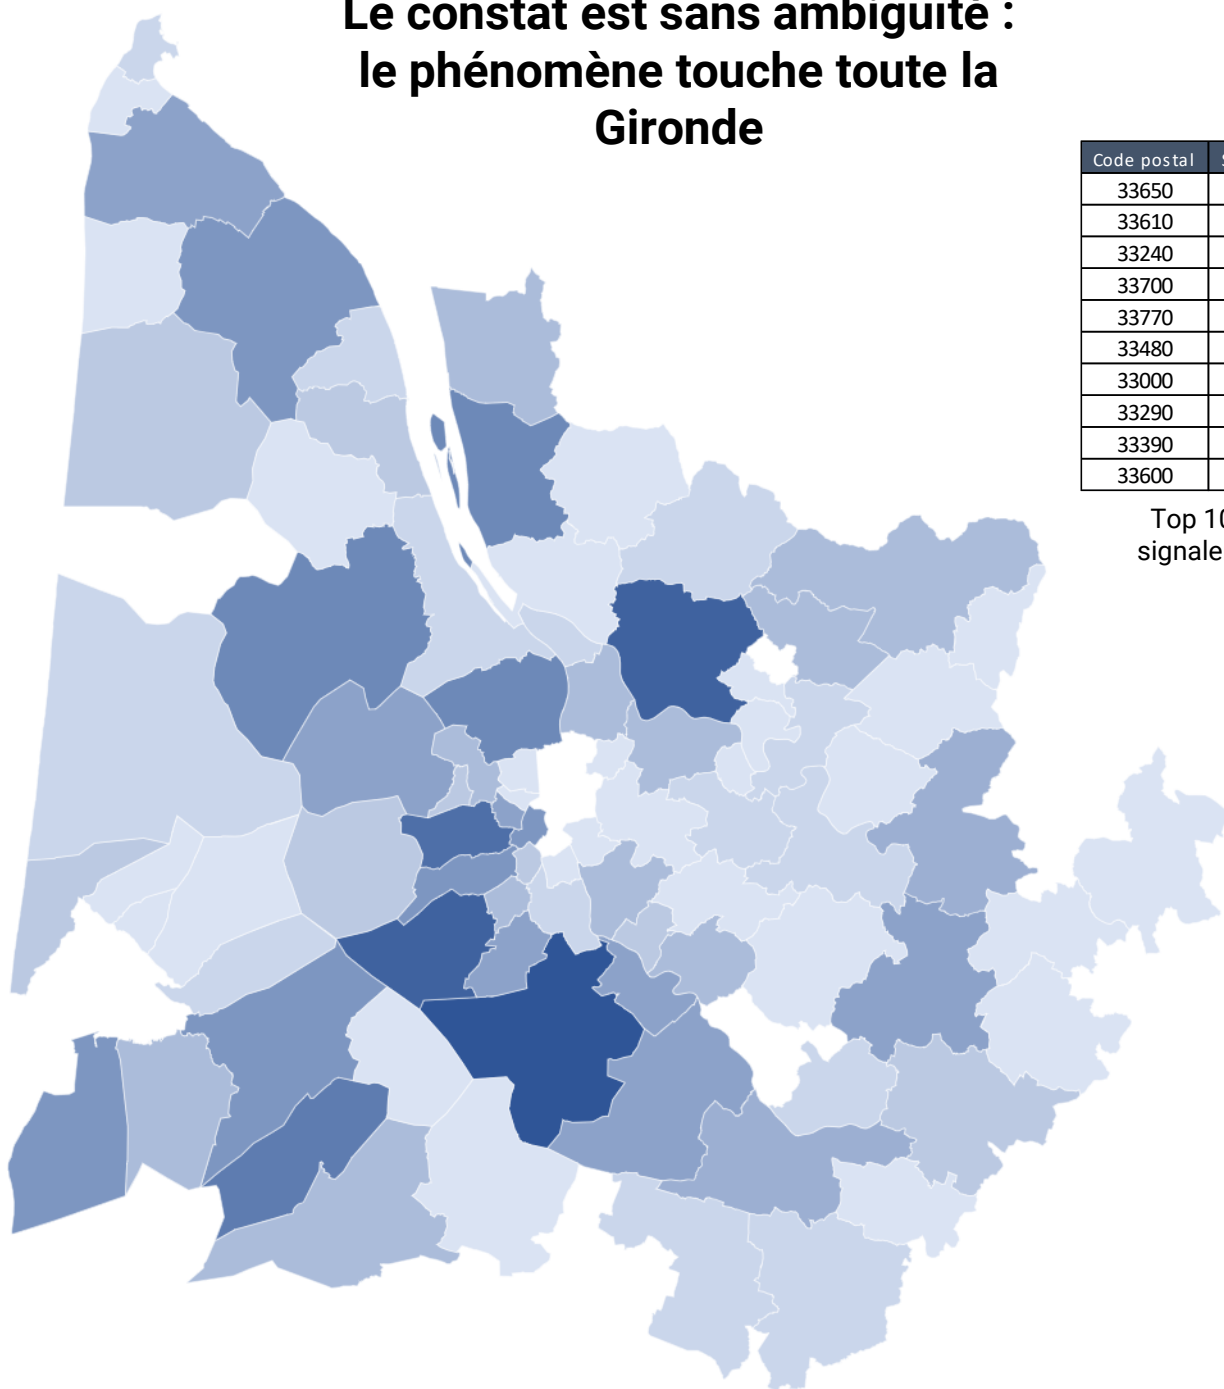 Le constat est sans ambiguïté :
le phénomène touche toute la
Gironde
Code postal
33650
33610
33240
33700
33770
33480
33000
33290
33390
33600
Top 10
signale